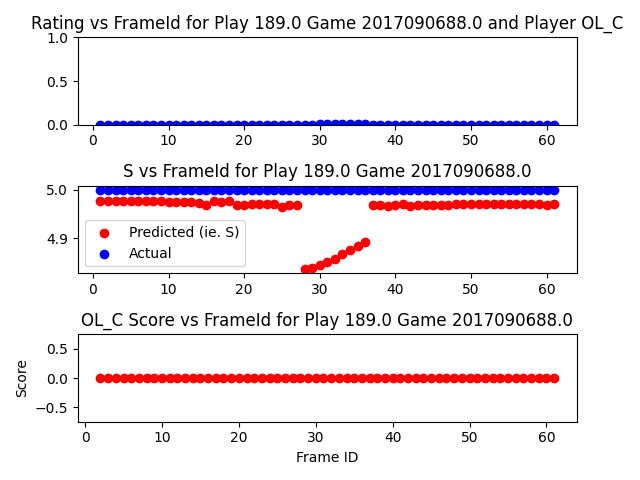 Rating vs FrameId for Play 189.0 Game 2017090688.0 and Player OL_C
1.0
0.5
0.0
0 10 20 30 40 50 60
S vs FrameId for Play 189.0 Game 2017090688.0
5.0
4.9
Predicted (ie. S)
Actual
0 10 20 30 40 50 60
OL_C Score vs FrameId for Play 189.0 Game 2017090688.0
Score
0.5
0.0
−0.5
0 10 20 30 40 50 60
Frame ID